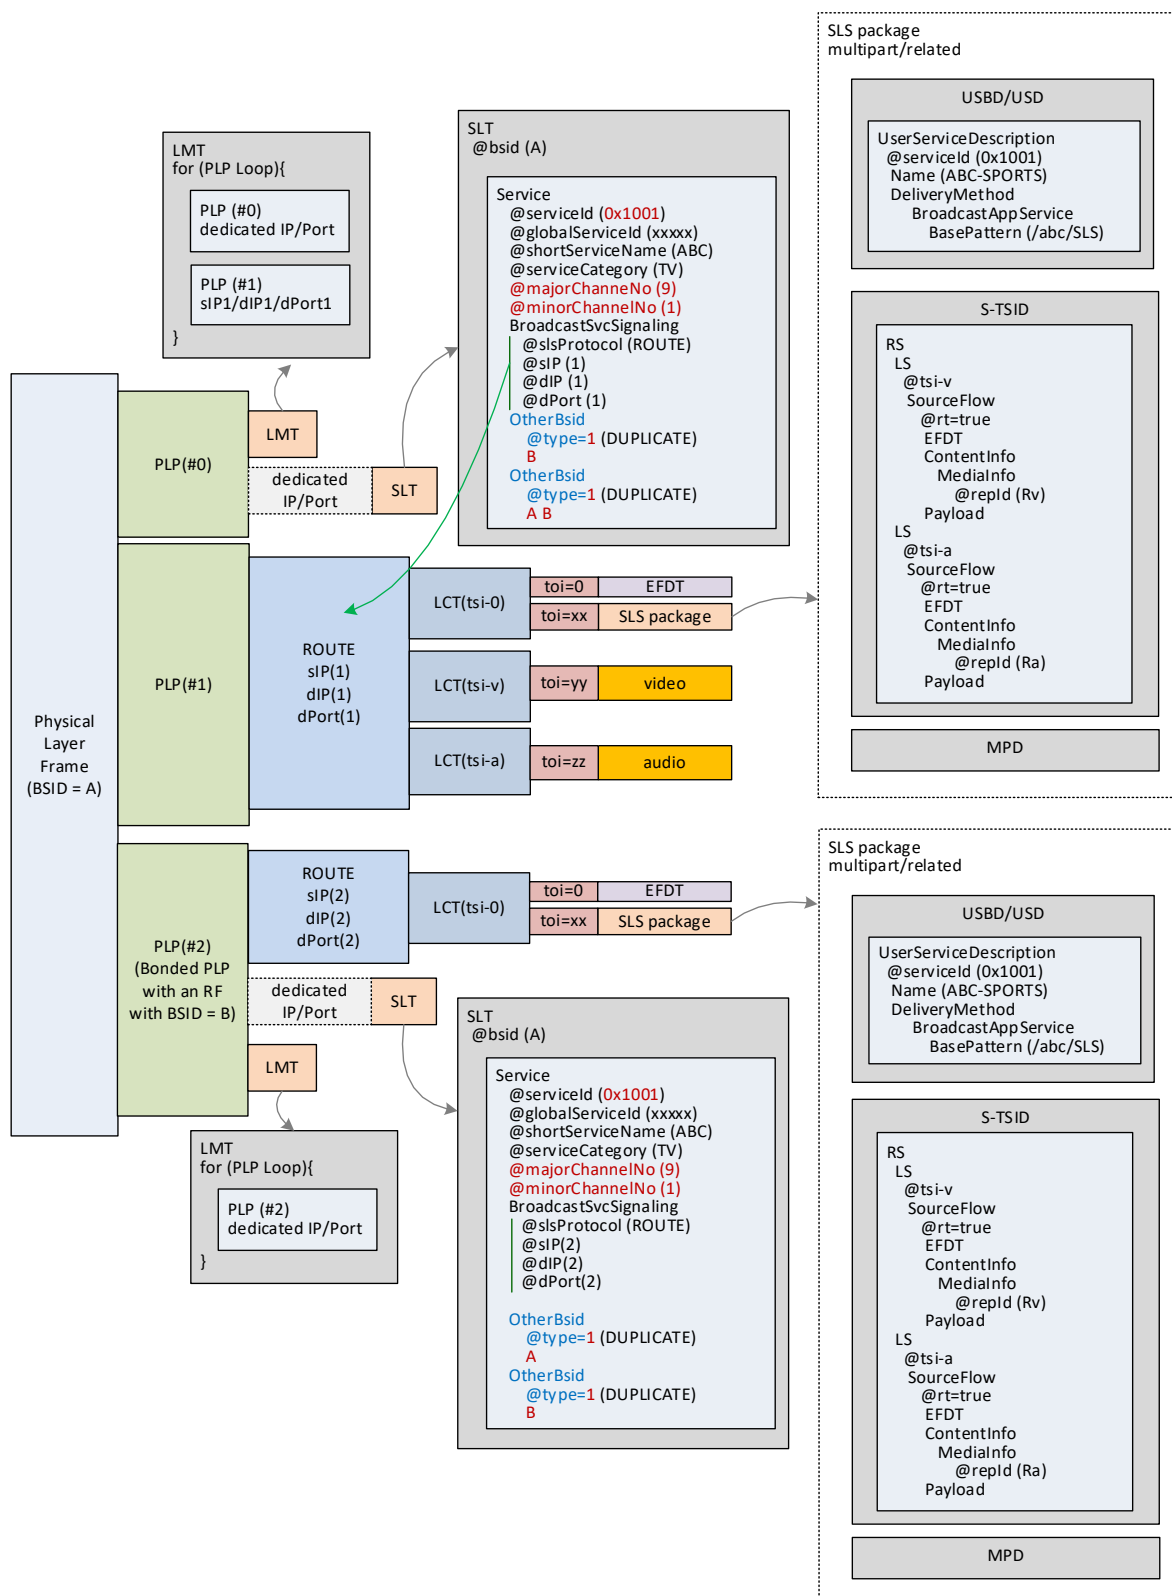 SLS package
multipart/related
USBD/USD
UserServiceDescription
@serviceId (0x1001)
Name (ABC-SPORTS)
DeliveryMethod
BroadcastAppService
BasePattern (/abc/SLS)
S-TSID
RS
LS
@tsi-v
SourceFlow
@rt=true
EFDT
ContentInfo
MediaInfo
@repId (Rv)
Payload
LS
@tsi-a
SourceFlow
@rt=true
EFDT
ContentInfo
MediaInfo
@repId (Ra)
Payload
MPD
LMT
for (PLP Loop){
PLP (#0)
dedicated IP/Port
PLP (#1)
sIP1/dIP1/dPort1
}
SLT
@bsid (A)
Service
@serviceId (0x1001)
@globalServiceId (xxxxx)
@shortServiceName (ABC)
@serviceCategory (TV)
@majorChannelNo (9)
@minorChannelNo (1)
BroadcastSvcSignaling
@slsProtocol (ROUTE)
@sIP (1)
@dIP (1)
@dPort (1)
OtherBsid
@type=1 (DUPLICATE)
B
OtherBsid
@type=1 (DUPLICATE)
A B
Physical
Layer
Frame
(BSID = A)
PLP(#0)
LMT
dedicated
IP/Port
SLT
PLP(#1)
ROUTE
sIP(1)
dIP(1)
dPort(1)
LCT(tsi-0)
toi=0
EFDT
toi=xx
SLS package
LCT(tsi-v)
toi=yy
video
LCT(tsi-a)
toi=zz
audio
PLP(#2)
(Bonded PLP
with an RF
with BSID = B)
ROUTE
sIP(2)
dIP(2)
dPort(2)
LCT(tsi-0)
toi=0
EFDT
toi=xx
SLS package
dedicated
IP/Port
SLT
LMT
LMT
for (PLP Loop){
PLP (#2)
dedicated IP/Port
}
SLT
@bsid (A)
Service
@serviceId (0x1001)
@globalServiceId (xxxxx)
@shortServiceName (ABC)
@serviceCategory (TV)
@majorChannelNo (9)
@minorChannelNo (1)
BroadcastSvcSignaling
@slsProtocol (ROUTE)
@sIP(2)
@dIP(2)
@dPort(2)
OtherBsid
@type=1 (DUPLICATE)
A
OtherBsid
@type=1 (DUPLICATE)
B
SLS package
multipart/related
USBD/USD
UserServiceDescription
@serviceId (0x1001)
Name (ABC-SPORTS)
DeliveryMethod
BroadcastAppService
BasePattern (/abc/SLS)
S-TSID
RS
LS
@tsi-v
SourceFlow
@rt=true
EFDT
ContentInfo
MediaInfo
@repId (Rv)
Payload
LS
@tsi-a
SourceFlow
@rt=true
EFDT
ContentInfo
MediaInfo
@repId (Ra)
Payload
MPD